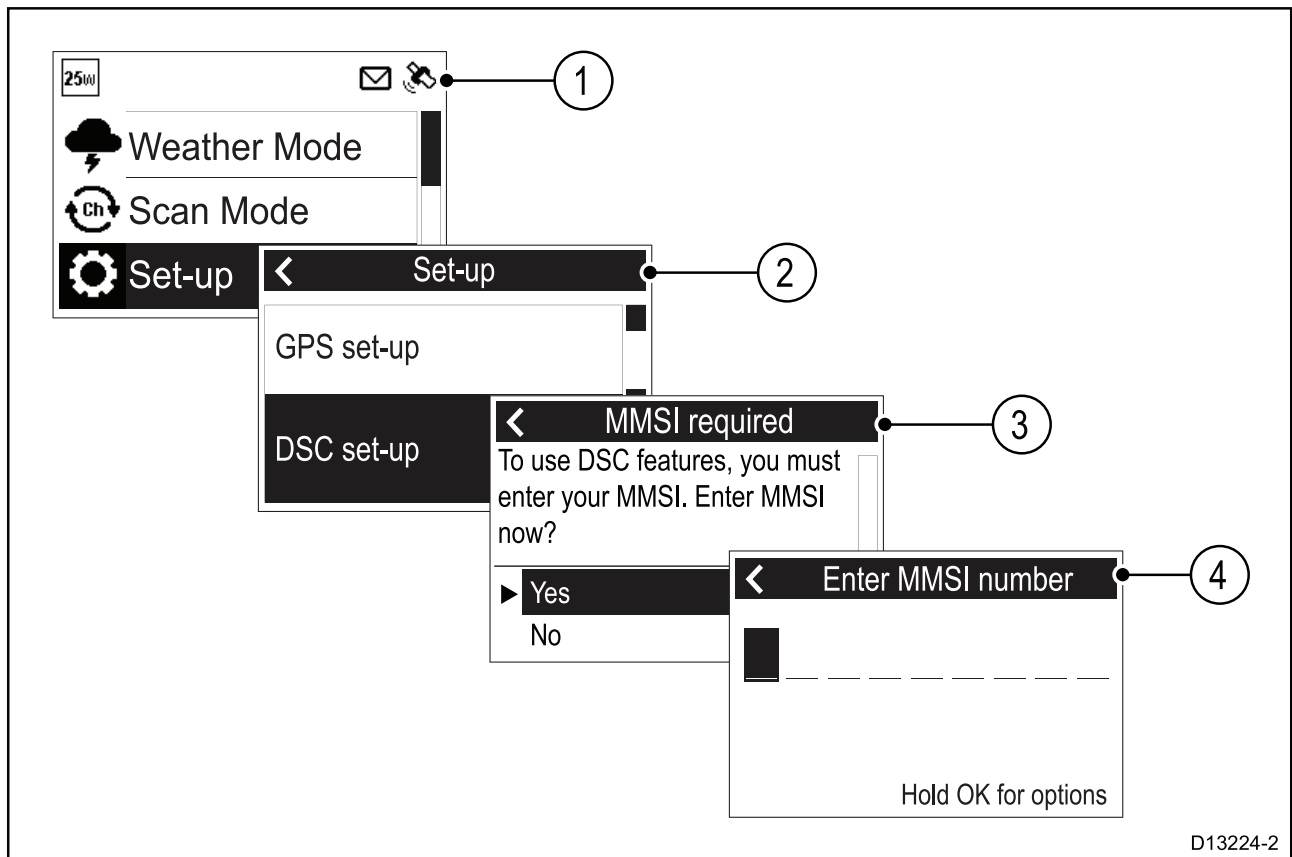 25W
1
Weather Mode
Ch
Scan Mode
Set-up
Set-up
2
GPS set-up
DSC set-up
MMSI required
3
To use DSC features, you must
enter your MMSI. Enter MMSI
now?
Yes
No
Enter MMSI number
4
Hold OK for options
D13224-2